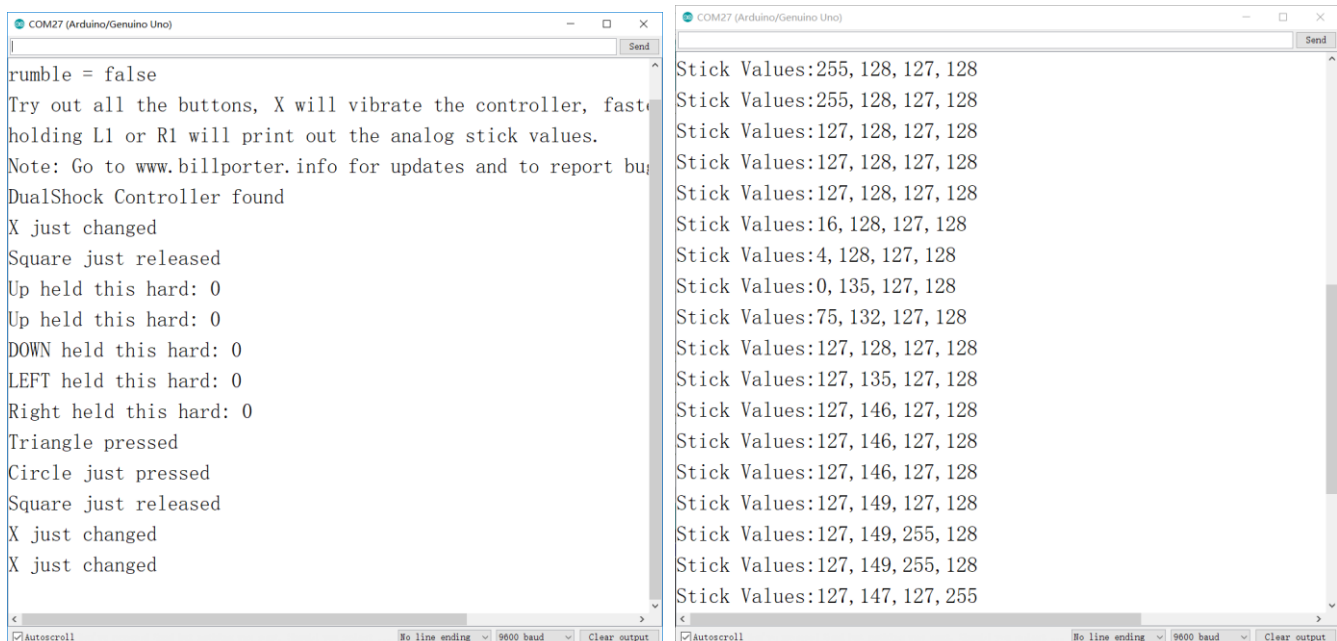 COM27 (Arduino/Genuino Uno)
Send
rumble = false
Try out all the buttons, X will vibrate the controller, faste
holding L1 or R1 will print out the analog stick values.
Note: Go to www.billporter.info for updates and to report bu
DualShock Controller found
X just changed
Square just released
Up held this hard: 0
Up held this hard: 0
DOWN held this hard: 0
LEFT held this hard: 0
Right held this hard: 0
Triangle pressed
Circle just pressed
Square just released
X just changed
X just changed
Autoscroll
No line ending
9600 baud
Clear output
COM27 (Arduino/Genuino Uno)
Send
Stick Values:255, 128, 127, 128
Stick Values:255, 128, 127, 128
Stick Values:127, 128, 127, 128
Stick Values:127, 128, 127, 128
Stick Values:127, 128, 127, 128
Stick Values:16, 128, 127, 128
Stick Values:4, 128, 127, 128
Stick Values:0, 135, 127, 128
Stick Values:75, 132, 127, 128
Stick Values:127, 128, 127, 128
Stick Values:127, 135, 127, 128
Stick Values:127, 146, 127, 128
Stick Values:127, 146, 127, 128
Stick Values:127, 146, 127, 128
Stick Values:127, 149, 127, 128
Stick Values:127, 149, 255, 128
Stick Values:127, 149, 255, 128
Stick Values:127, 147, 127, 255
Autoscroll
No line ending
9600 baud
Clear output